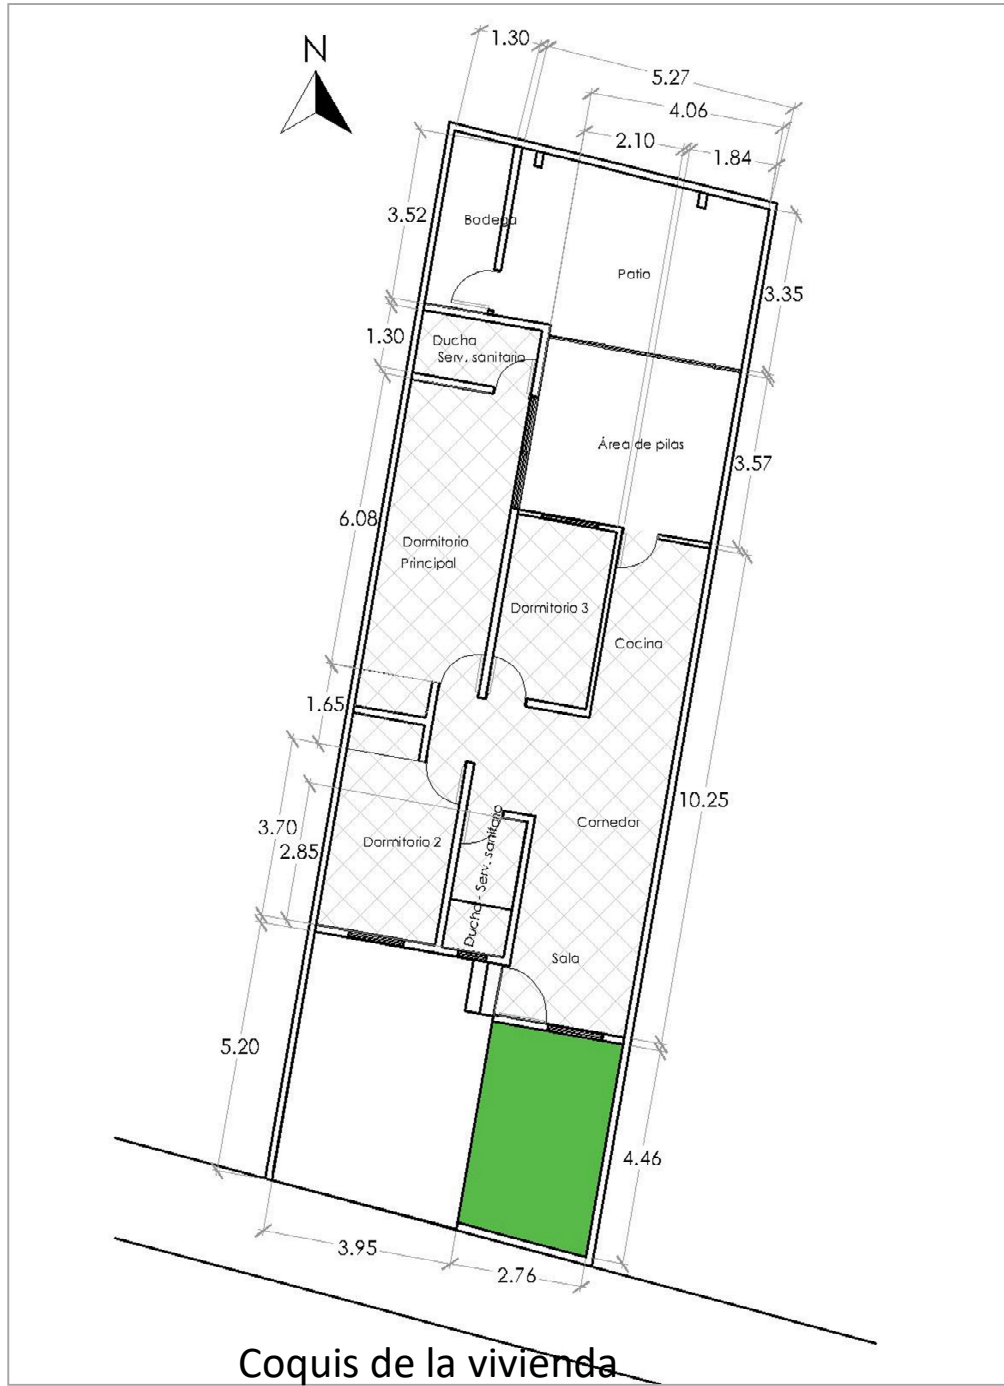 N
1.30
5.27
4.06
2.10
1.84
3.52
Bodega
Patio
3.35
1.30
Ducha
Serv. sanitario
Área de pilas
3.57
6.08
Dormitorio
Principal
Dormitorio 3
Cocina
1.65
10.25
3.70
2.85
Dormitorio 2
Ducha - Serv. sanitario
Comedor
Sala
5.20
4.46
3.95
2.76
Coquis de la vivienda